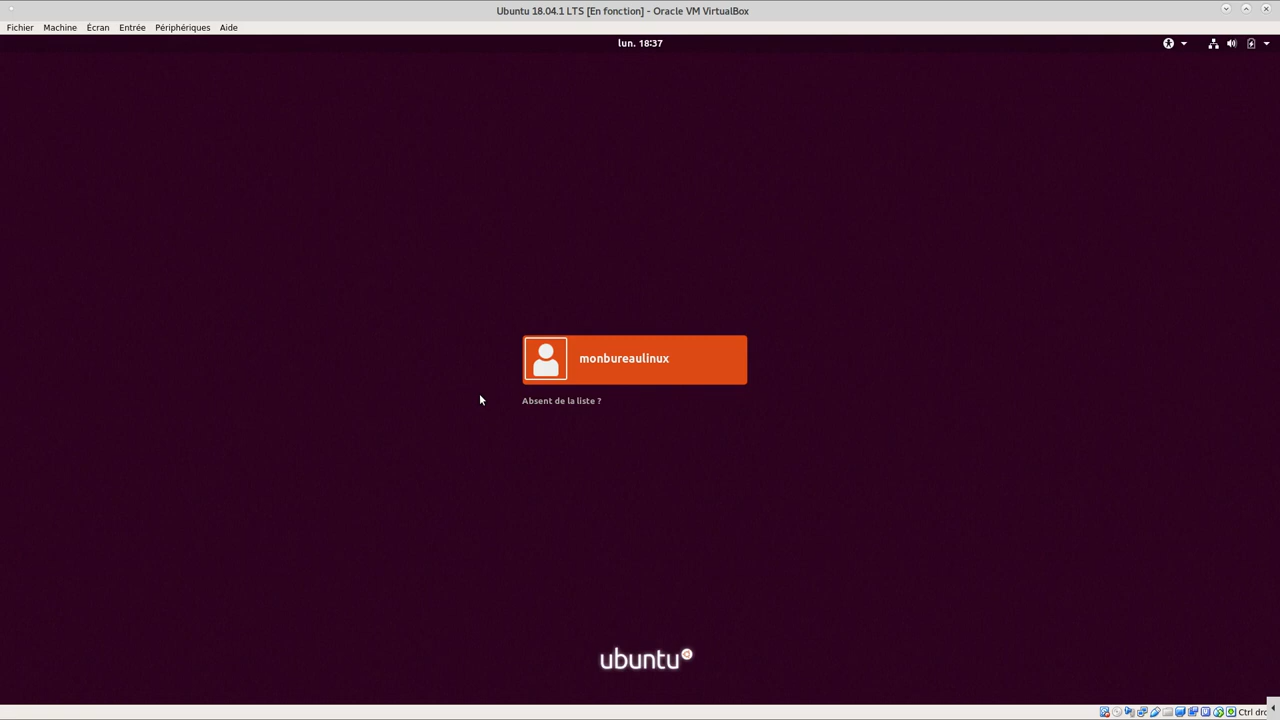 Ubuntu 18.04.1 LTS [En fonction] - Oracle VM VirtualBox
Fichier Machine Écran Entrée Périphériques Aide
lun. 18:37
monbureaulinux
Absent de la liste ?
ubuntu
Ctrl